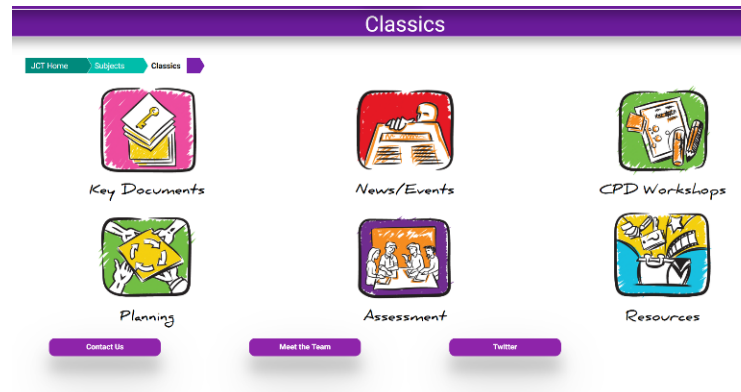 Classics
JCT Home Subjects Classics
Key Documents News/Events CPD Workshops
Planning Assessment Resources
Contact Us Meet the Team Twitter